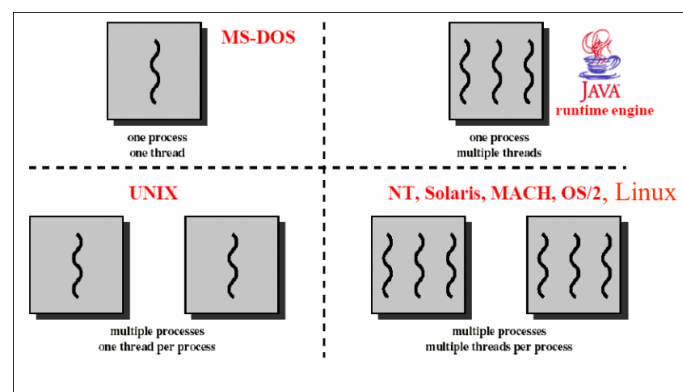 MS-DOS
one process
one thread
JAVA
runtime engine
one process
multiple threads
UNIX
multiple processes
one thread per process
NT, Solaris, MACH, OS/2, Linux
multiple processes
multiple threads per process